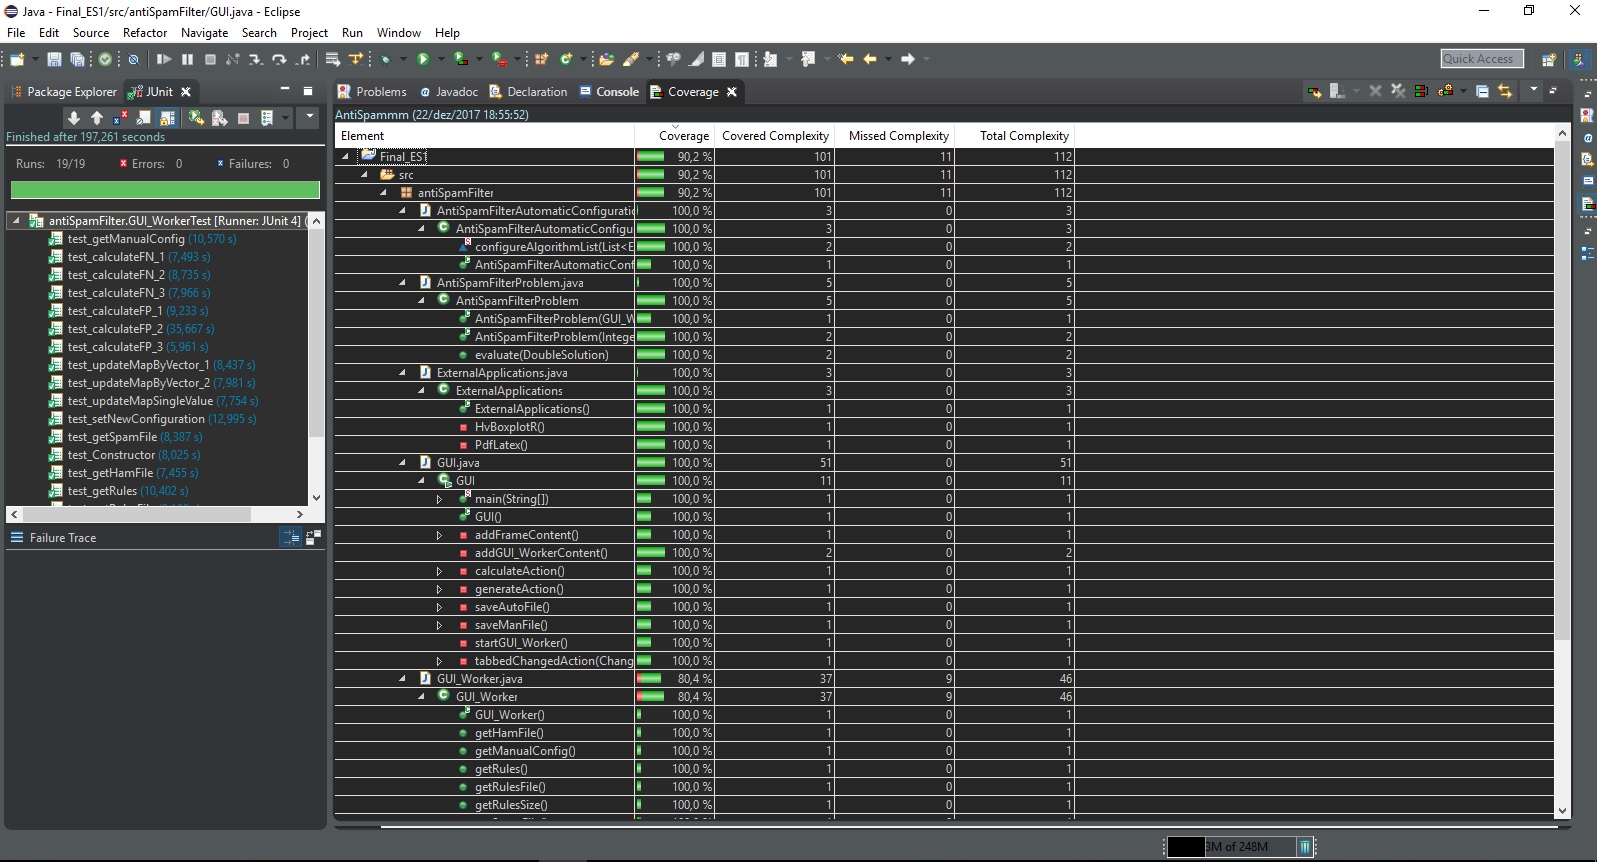 Java - Final_ES1/src/antiSpamFilter/GUI.java - Eclipse
File Edit Source Refactor Navigate Search Project Run Window Help
Quick Access
Package Explorer JUnit
Finished after 197,261 seconds
Runs: 19/19 Errors: 0 Failures: 0
antiSpamFilter.GUI_WorkerTest [Runner: JUnit 4] (
test_getManualConfig (10,570 s)
test_calculateFN_1 (7,493 s)
test_calculateFN_2 (8,735 s)
test_calculateFN_3 (7,966 s)
test_calculateFP_1 (9,233 s)
test_calculateFP_2 (35,667 s)
test_calculateFP_3 (5,961 s)
test_updateMapByVector_1 (8,437 s)
test_updateMapByVector_2 (7,981 s)
test_updateMapSingleValue (7,754 s)
test_setNewConfiguration (12,995 s)
test_getSpamFile (8,387 s)
test_Constructor (8,025 s)
test_getHamFile (7,455 s)
test_getRules (10,402 s)
Failure Trace
Problems @ Javadoc Declaration Console Coverage
AntiSpammm (22/dez/2017 18:55:52)
Element Coverage Covered Complexity Missed Complexity Total Complexity
Final_ES1 90,2 % 101 11 112
src 90,2 % 101 11 112
antiSpamFilter 90,2 % 101 11 112
AntiSpamFilterAutomaticConfiguratio 100,0 % 3 0 3
AntiSpamFilterAutomaticConfigu 100,0 % 3 0 3
configureAlgorithmList(List<E 100,0 % 2 0 2
AntiSpamFilterAutomaticConf 100,0 % 1 0 1
AntiSpamFilterProblem.java 100,0 % 5 0 5
AntiSpamFilterProblem 100,0 % 5 0 5
AntiSpamFilterProblem(GUI_W 100,0 % 1 0 1
AntiSpamFilterProblem(Intege 100,0 % 2 0 2
evaluate(DoubleSolution) 100,0 % 2 0 2
ExternalApplications.java 100,0 % 3 0 3
ExternalApplications 100,0 % 3 0 3
ExternalApplications() 100,0 % 1 0 1
HvBoxplotR() 100,0 % 1 0 1
PdfLatex() 100,0 % 1 0 1
GUI.java 100,0 % 51 0 51
GUI 100,0 % 11 0 11
main(String[]) 100,0 % 1 0 1
GUI() 100,0 % 1 0 1
addFrameContent() 100,0 % 1 0 1
addGUI_WorkerContent() 100,0 % 2 0 2
calculateAction() 100,0 % 1 0 1
generateAction() 100,0 % 1 0 1
saveAutoFile() 100,0 % 1 0 1
saveManFile() 100,0 % 1 0 1
startGUI_Worker() 100,0 % 1 0 1
tabbedChangedAction(Chang 100,0 % 1 0 1
GUI_Worker.java 80,4 % 37 9 46
GUI_Worker 80,4 % 37 9 46
GUI_Worker() 100,0 % 1 0 1
getHamFile() 100,0 % 1 0 1
getManualConfig() 100,0 % 1 0 1
getRules() 100,0 % 1 0 1
getRulesFile() 100,0 % 1 0 1
getRulesSize() 100,0 % 1 0 1
3M of 248M